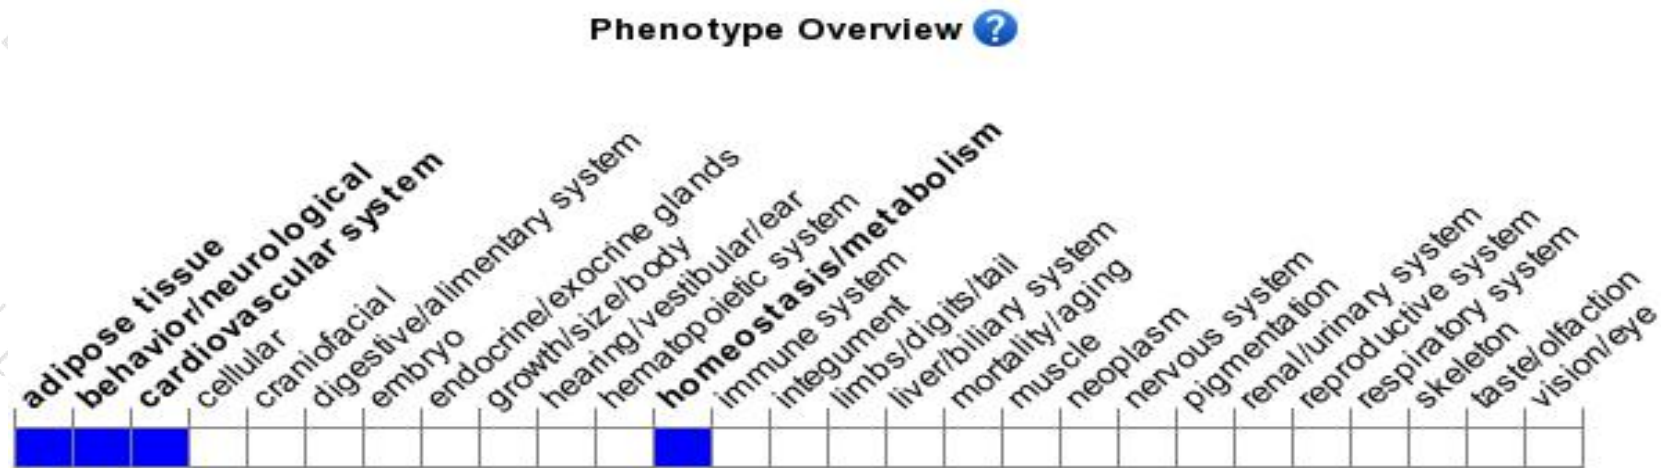 Phenotype Overview ?
adipose tissue
behavior/neurological
cardiovascular system
cellular
craniofacial
digestive/alimentary system
embryo
endocrine/exocrine glands
growth/size/body
hearing/vestibular/ear
hematopoietic system
homeostasis/metabolism
immune system
integument
limbs/digits/tail
liver/biliary system
mortality/aging
muscle
neoplasm
nervous system
pigmentation
renal/urinary system
reproductive system
respiratory system
skeleton
taste/olfaction
vision/eye